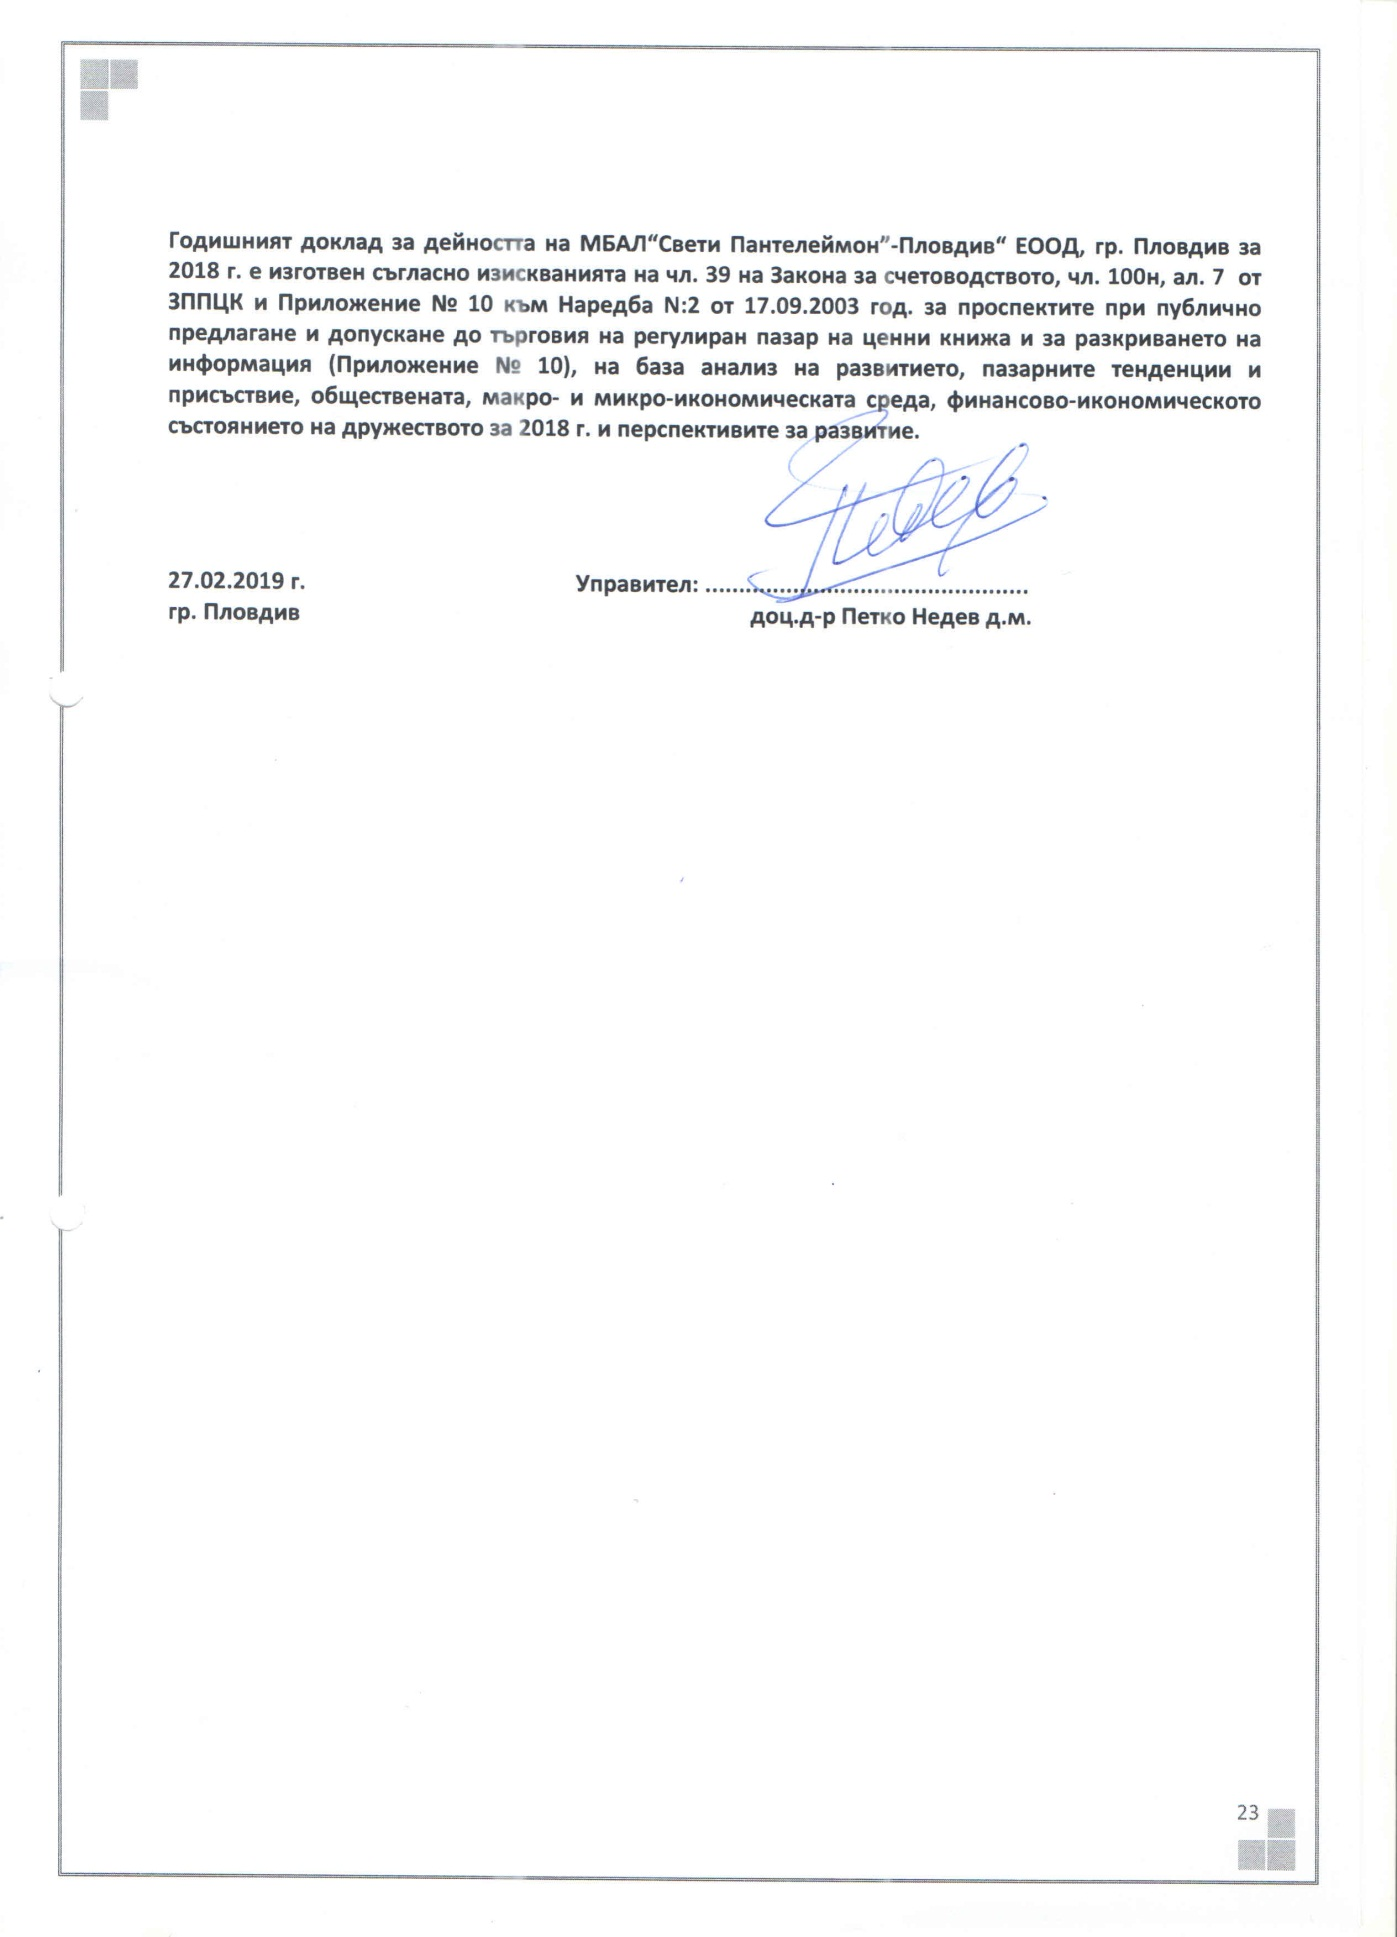 Годишният доклад за дейността на МБАЛ“Свети Пантелеймон”-Пловдив“ ЕООД, гр. Пловдив за
2018 г. е изготвен съгласно изискванията на чл. 39 на Закона за счетоводството, чл. 100н, ал. 7 от
ЗППЦК и Приложение № 10 към Наредба N:2 от 17.09.2003 год. за проспектите при публично
предлагане и допускане до търговия на регулиран пазар на ценни книжа и за разкриването на
информация (Приложение № 10), на база анализ на развитието, пазарните тенденции и
присъствие, обществената, макро- и микро-икономическата среда, финансово-икономическото
състоянието на дружеството за 2018 г. и перспективите за развитие.
27.02.2019 г. Управител: ................................................
гр. Пловдив доц.д-р Петко Недев д.м.
23